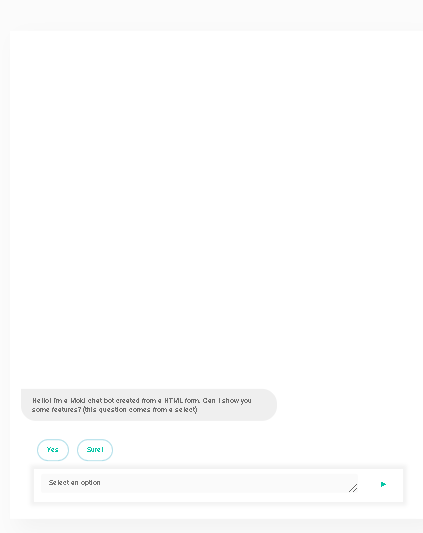 Hello! I'm a Moki chat bot created from a HTML form. Can I show you
some features? (this question comes from a select)
Yes
Sure!
Select an option